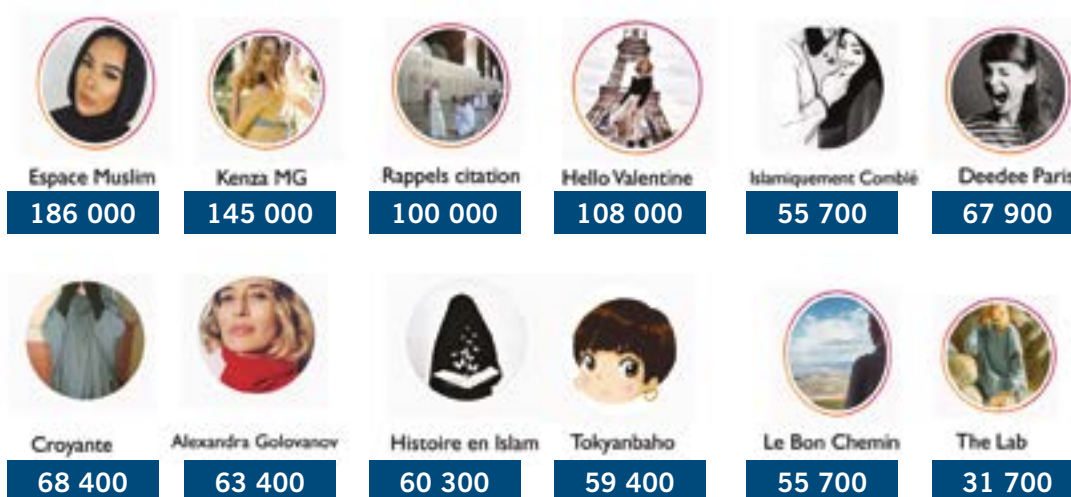 Espace Muslim
186 000
Kenza MG
145 000
Rappels citation
100 000
Hello Valentine
108 000
Islamiquement Comblé
55 700
Deedee Paris
67 900
Croyante
68 400
Alexandra Golovanov
63 400
Histoire en Islam
60 300
Tokyanbaho
59 400
Le Bon Chemin
55 700
The Lab
31 700